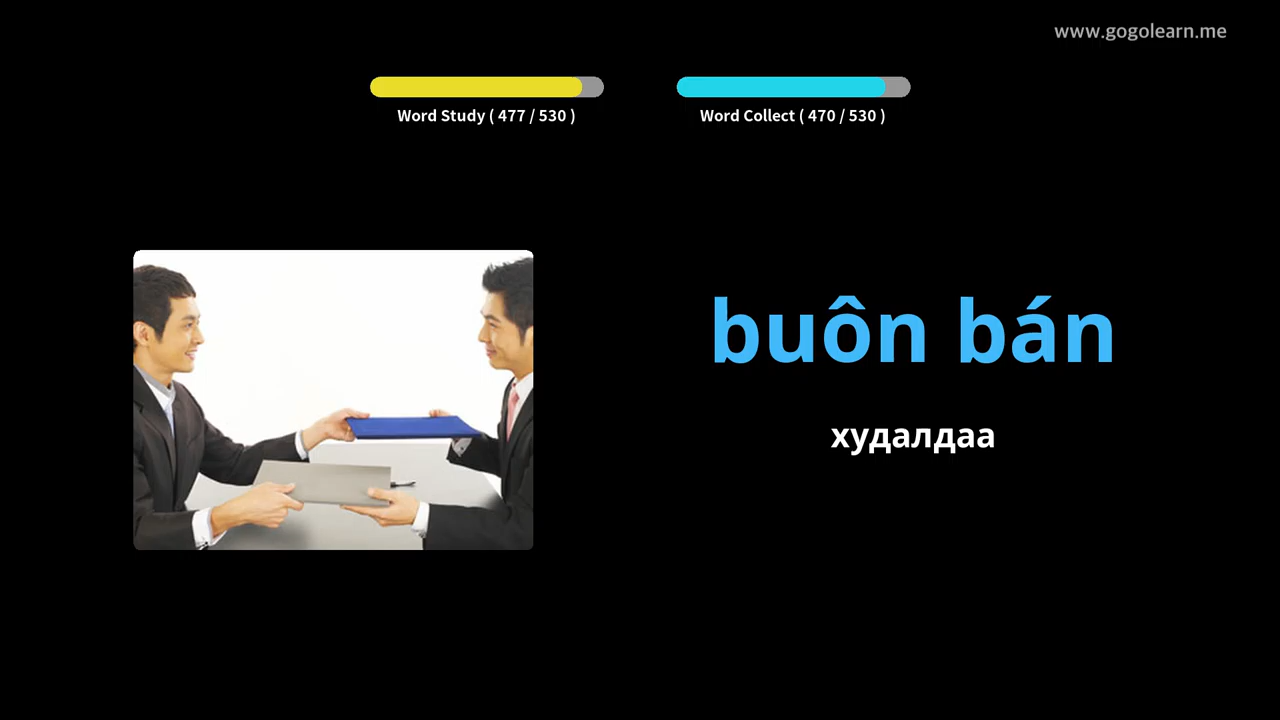 www.gogolearn.me
Word Study ( 477 / 530 )
Word Collect ( 470 / 530 )
buôn bán
худалдаа